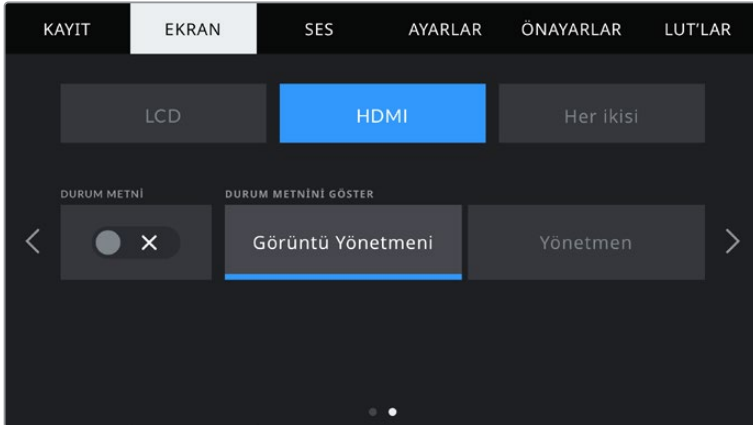 KAYIT EKRAN SES AYARLAR ÖNAYARLAR LUT'LAR
LCD HDMI Her ikisi
DURUM METNİ DURUM METNİNİ GÖSTER
Görüntü Yönetmeni Yönetmen